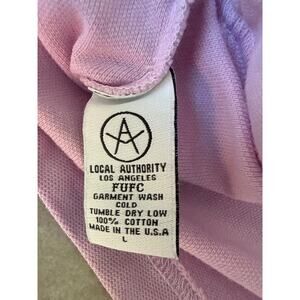 LOCAL AUTHORITY
LOS ANGELES
FUFC
GARMENT WASH
COLD
TUMBLE DRY LOW
100% COTTON
MADE IN THE U.S.A
L